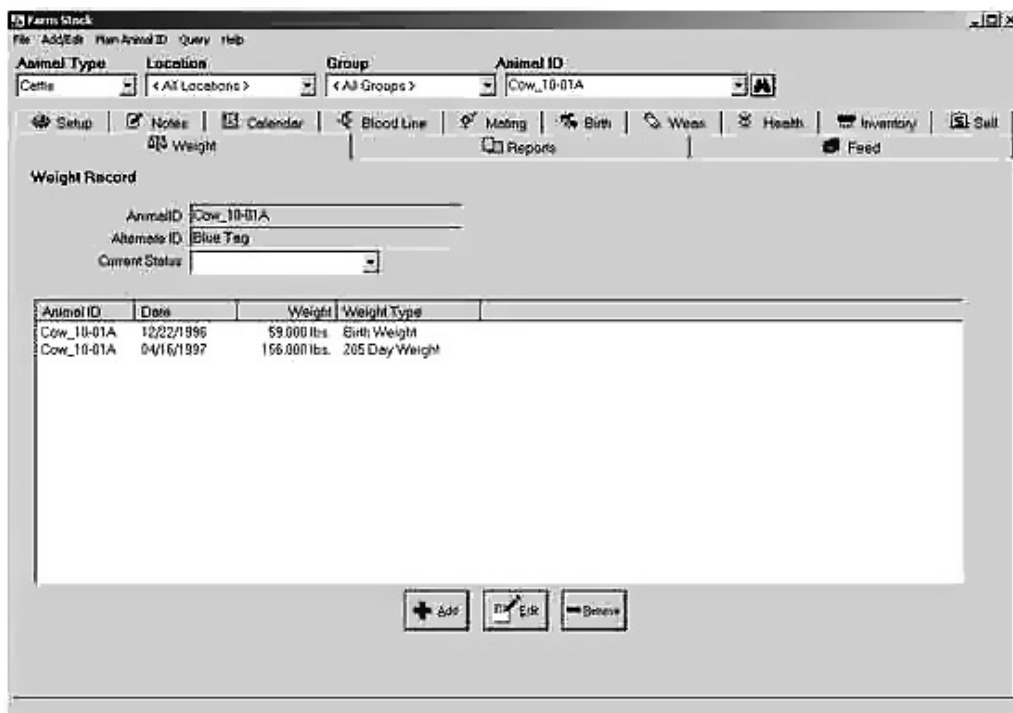 Farm Stock
File Add/Edit Plain Animal ID Query Help
Animal Type Location Group Animal ID
Cattle < All Locations > < All Groups > Cow_10-01A
Setup Notes Calendar Blood Line Mating Birth Wean Health Inventory Sell
Weight Reports Feed
Weight Record
AnimalID Cow_10-01A
Alternate ID Blue Tag
Current Status
Animal ID Date Weight Weight Type
Cow_10-01A 12/22/1996 59.000 lbs. Birth Weight
Cow_10-01A 04/16/1997 156.000 lbs. 205 Day Weight
Add Edit Remove